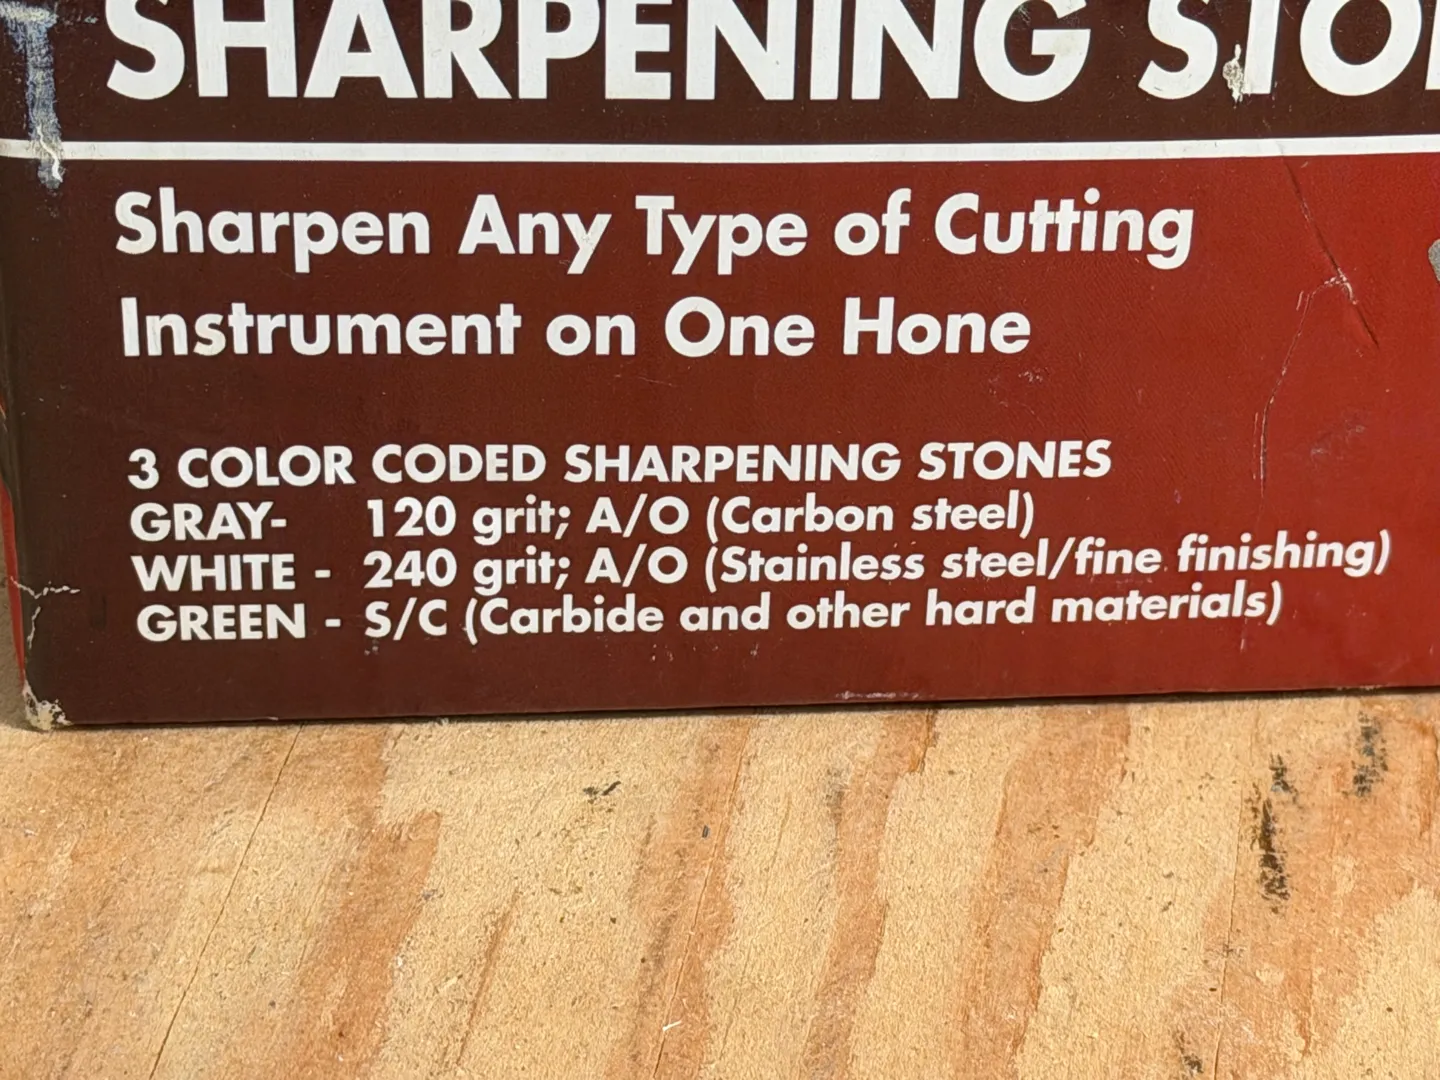 SHARPENING
Sharpen Any Type of Cutting
Instrument on One Hone
3 COLOR CODED SHARPENING STONES
GRAY- 120 grit; A/O (Carbon steel)
WHITE - 240 grit; A/O (Stainless steel/fine finishing)
GREEN - S/C (Carbide and other hard materials)